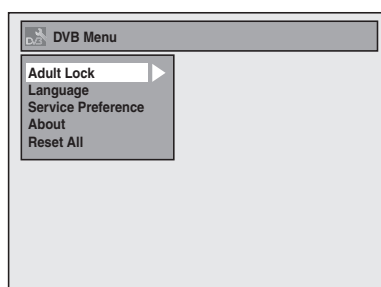 DVB Menu
Adult Lock
Language
Service Preference
About
Reset All